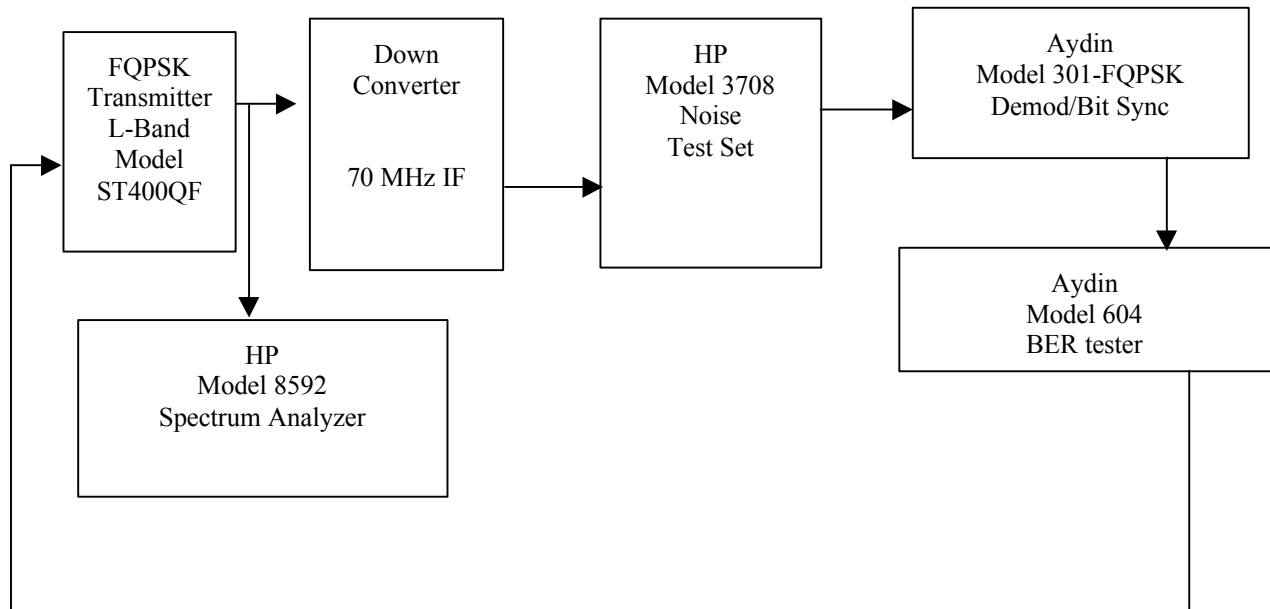 FQPSK
Transmitter
L-Band
Model
ST400QF
Down
Converter
70 MHz IF
HP
Model 3708
Noise
Test Set
Aydin
Model 301-FQPSK
Demod/Bit Sync
Aydin
Model 604
BER tester
HP
Model 8592
Spectrum Analyzer